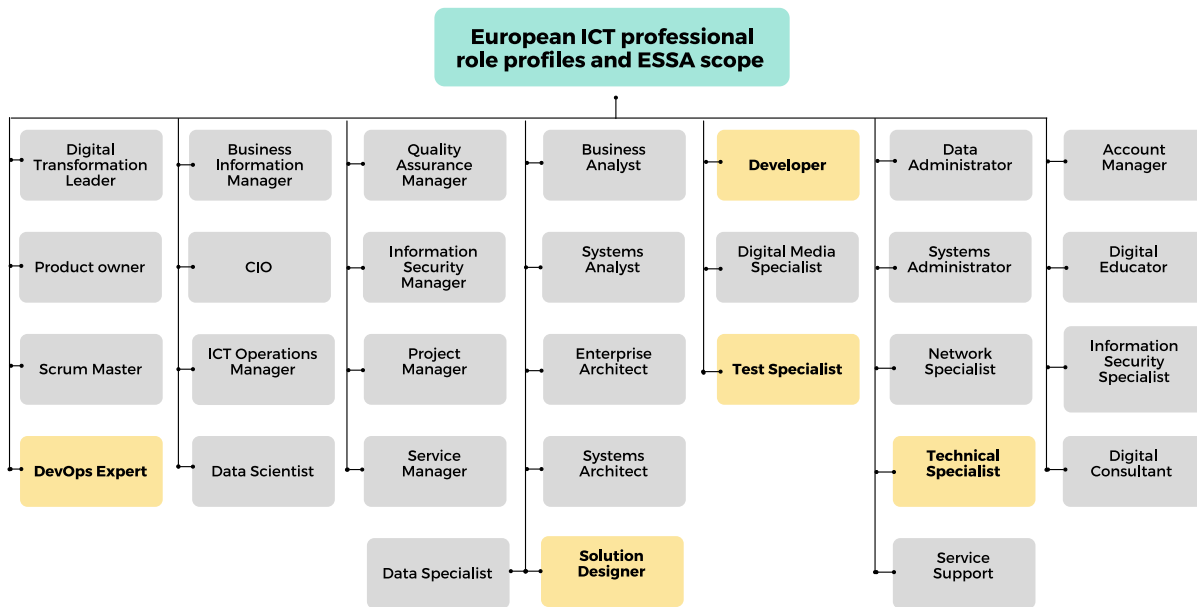 European ICT professional
role profiles and ESSA scope
Digital
Transformation
Leader
Product owner
Scrum Master
DevOps Expert
Business
Information
Manager
CIO
ICT Operations
Manager
Data Scientist
Quality
Assurance
Manager
Information
Security
Manager
Project
Manager
Service
Manager
Data Specialist
Business
Analyst
Systems
Analyst
Enterprise
Architect
Systems
Architect
Solution
Designer
Developer
Digital Media
Specialist
Test Specialist
Data
Administrator
Systems
Administrator
Network
Specialist
Technical
Specialist
Service
Support
Account
Manager
Digital
Educator
Information
Security
Specialist
Digital
Consultant